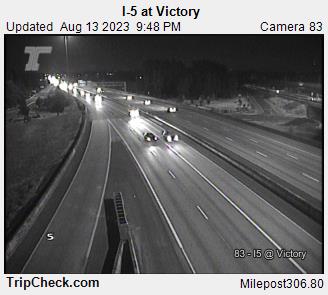 I-5 at Victory
Updated  Aug 13 2023  9:48 PM
Camera 83
83 - I5 @ Victory
TripCheck.com
Milepost306.80